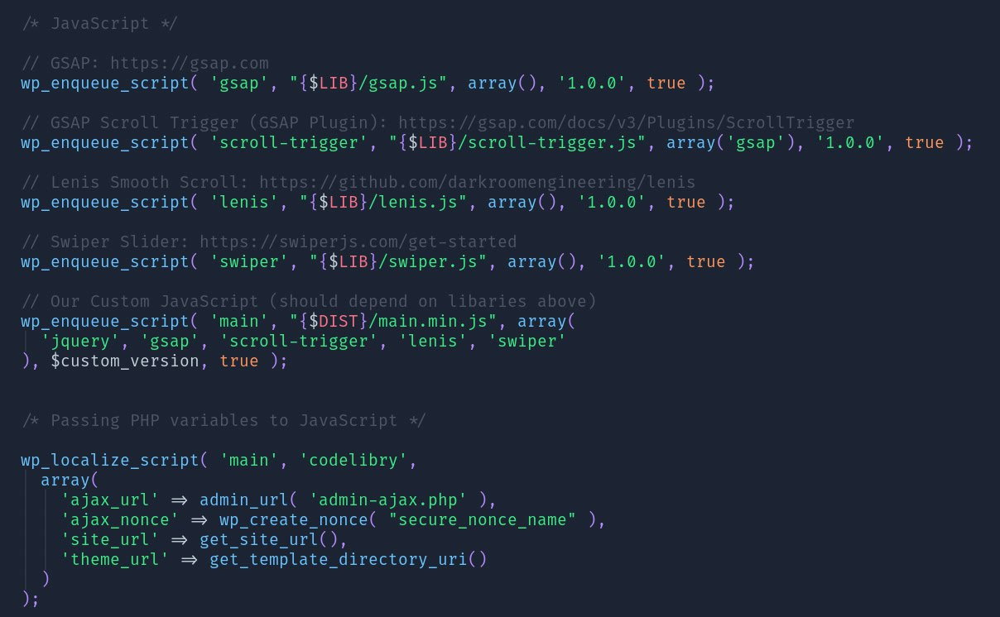 /* JavaScript */
// GSAP: https://gsap.com
wp_enqueue_script( 'gsap', "{$LIB}/gsap.js", array(), '1.0.0', true );
// GSAP Scroll Trigger (GSAP Plugin): https://gsap.com/docs/v3/Plugins/ScrollTrigger
wp_enqueue_script( 'scroll-trigger', "{$LIB}/scroll-trigger.js", array('gsap'), '1.0.0', true );
// Lenis Smooth Scroll: https://github.com/darkroomengineering/lenis
wp_enqueue_script( 'lenis', "{$LIB}/lenis.js", array(), '1.0.0', true );
// Swiper Slider: https://swiperjs.com/get-started
wp_enqueue_script( 'swiper', "{$LIB}/swiper.js", array(), '1.0.0', true );
// Our Custom JavaScript (should depend on libaries above)
wp_enqueue_script( 'main', "{$DIST}/main.min.js", array(
  'jquery', 'gsap', 'scroll-trigger', 'lenis', 'swiper'
), $custom_version, true );
/* Passing PHP variables to JavaScript */
wp_localize_script( 'main', 'codelibry',
  array(
    'ajax_url' => admin_url( 'admin-ajax.php' ),
    'ajax_nonce' => wp_create_nonce( "secure_nonce_name" ),
    'site_url' => get_site_url(),
    'theme_url' => get_template_directory_uri()
  )
);